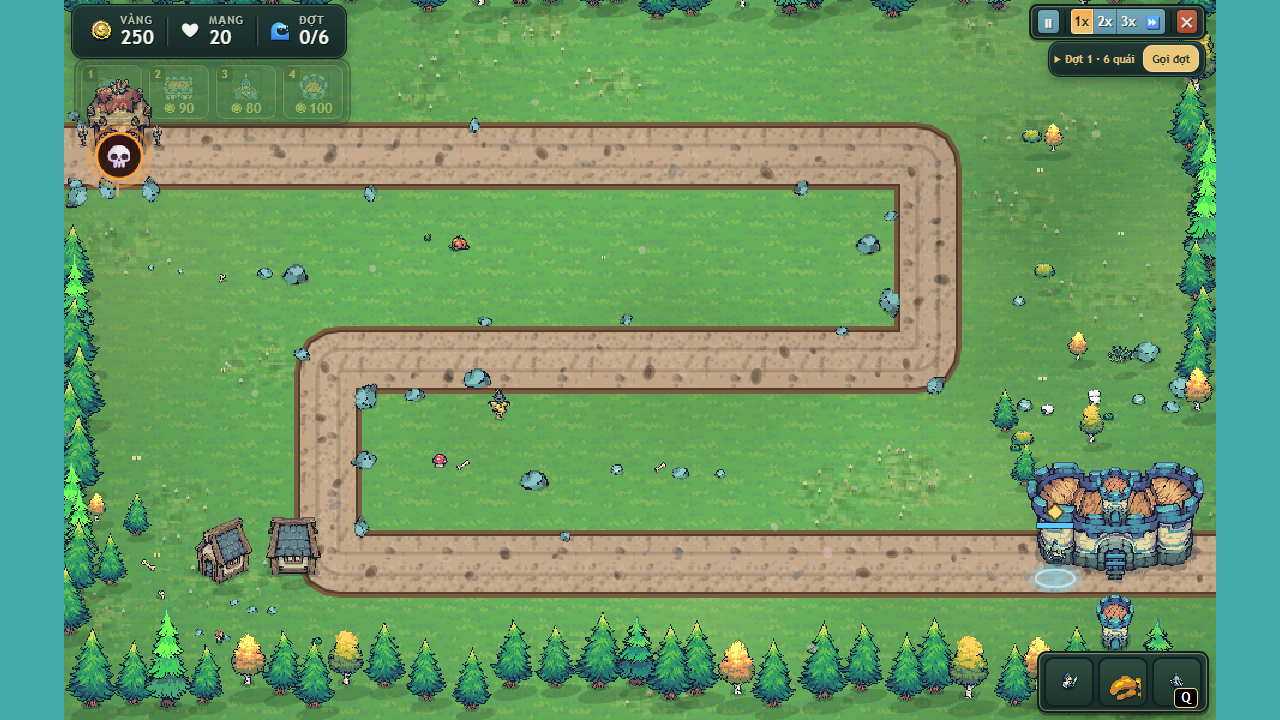 VÀNG
250
MẠNG
20
ĐỢT
0/6
1x
2x
3x
Đợt 1 · 6 quái
Gọi đợt
1
60
2
90
3
80
4
100
Q